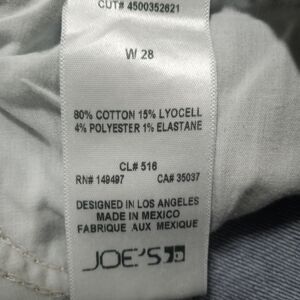 CUT# 4500352621
W 28
80% COTTON 15% LYOCELL
4% POLYESTER 1% ELASTANE
CL# 516
RN# 149497 CA# 35037
DESIGNED IN LOS ANGELES
MADE IN MEXICO
FABRIQUE AUX MEXIQUE
JOE'S